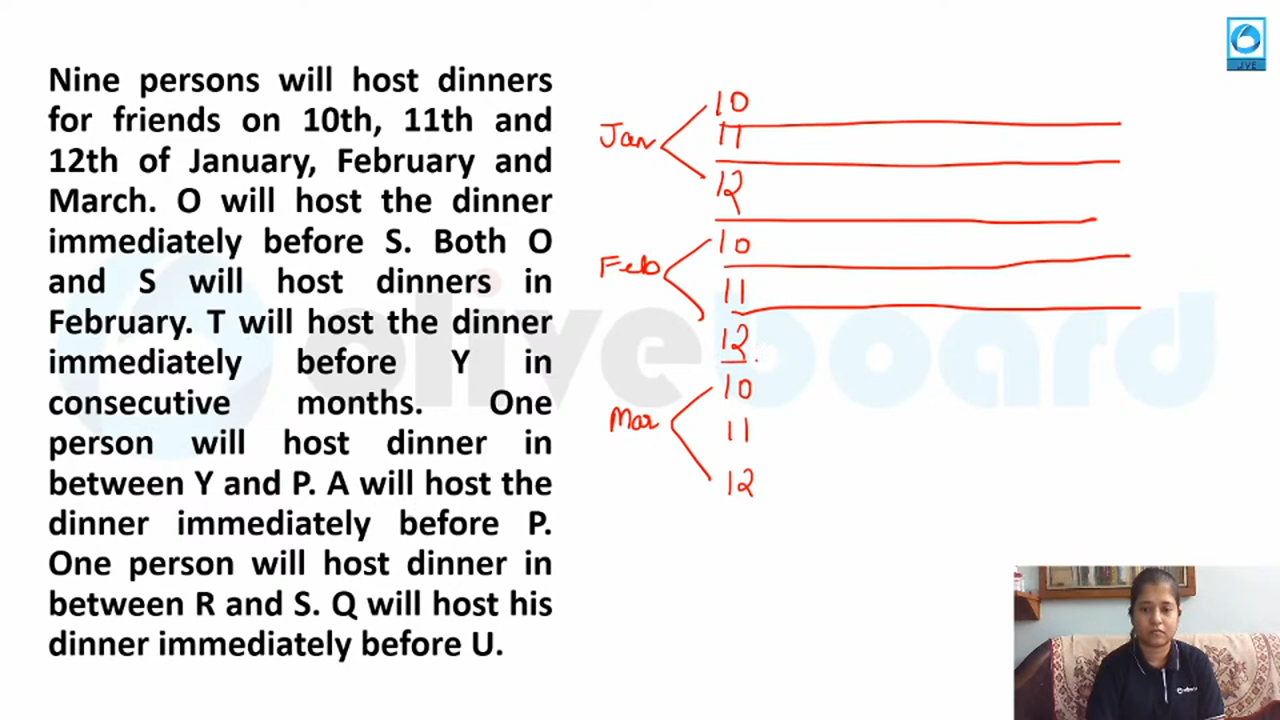 Nine persons will host dinners
for friends on 10th, 11th and
12th of January, February and
March. O will host the dinner
immediately before S. Both O
and S will host dinners in
February. T will host the dinner
immediately before Y in
consecutive months. One
person will host dinner in
between Y and P. A will host the
dinner immediately before P.
One person will host dinner in
between R and S. Q will host his
dinner immediately before U.
Jan
10
11
12
Feb
10
11
12
Mar
10
11
12
oliveboard
LIVE